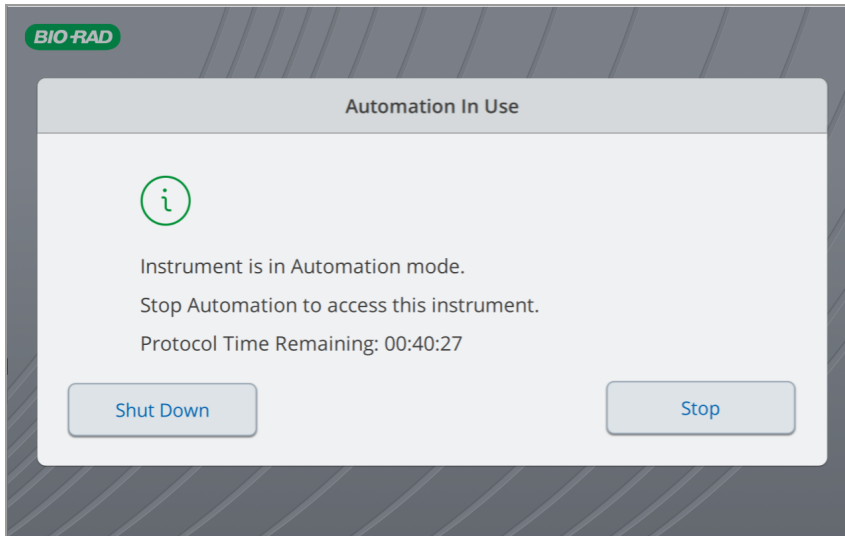 BIO-RAD
Automation In Use
Instrument is in Automation mode.
Stop Automation to access this instrument.
Protocol Time Remaining: 00:40:27
Shut Down
Stop